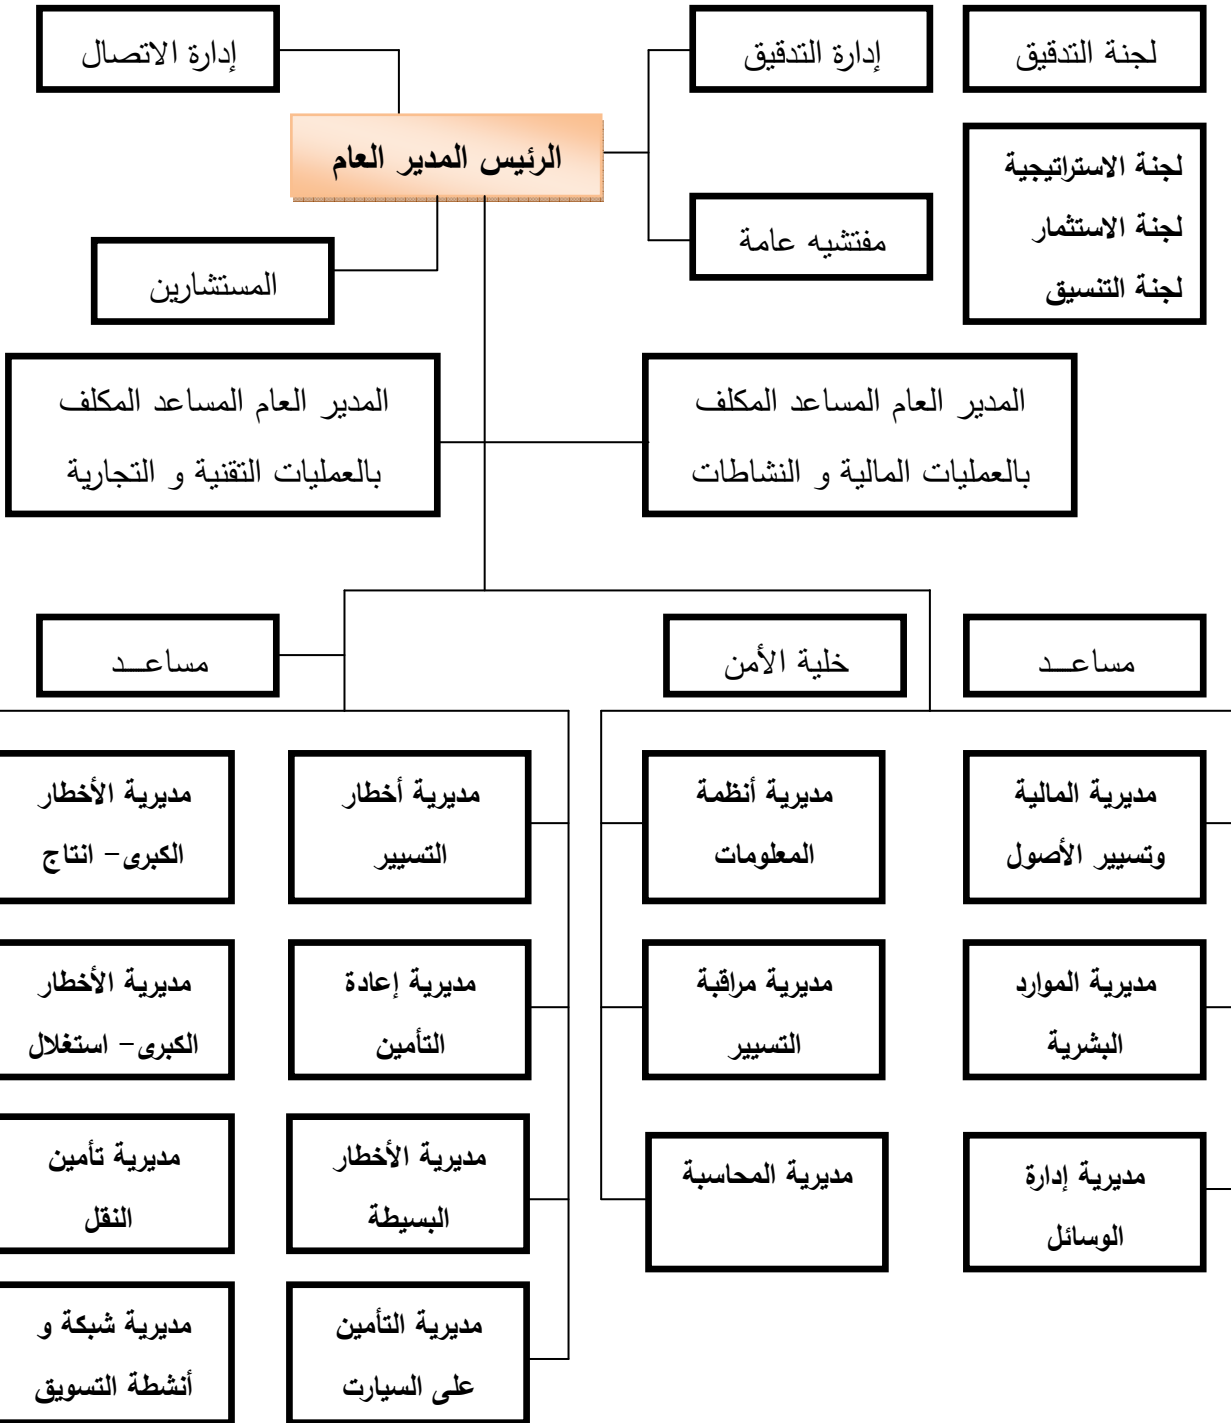 لجنة التدقيق
إدارة التدقيق
إدارة الاتصال
الرئيس المدير العام
لجنة الاستراتيجية
لجنة الاستثمار
لجنة التنسيق
مفتشيه عامة
المستشارين
المدير العام المساعد المكلف
بالعمليات المالية و النشاطات
المدير العام المساعد المكلف
بالعمليات التقنية و التجارية
مساعــد
خلية الأمن
مساعــد
مديرية المالية
وتسيير الأصول
مديرية أنظمة
المعلومات
مديرية أخطار
التسيير
مديرية الأخطار
الكبرى- انتاج
مديرية الموارد
البشرية
مديرية مراقبة
التسيير
مديرية إعادة
التأمين
مديرية الأخطار
الكبرى- استغلال
مديرية إدارة
الوسائل
مديرية المحاسبة
مديرية الأخطار
البسيطة
مديرية تأمين
النقل
مديرية التأمين
على السيارت
مديرية شبكة و
أنشطة التسويق